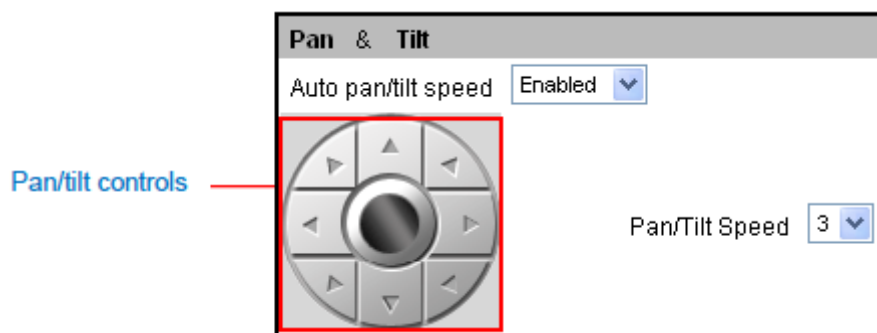 Pan & Tilt
Auto pan/tilt speed Enabled
Pan/tilt controls
Pan/Tilt Speed 3